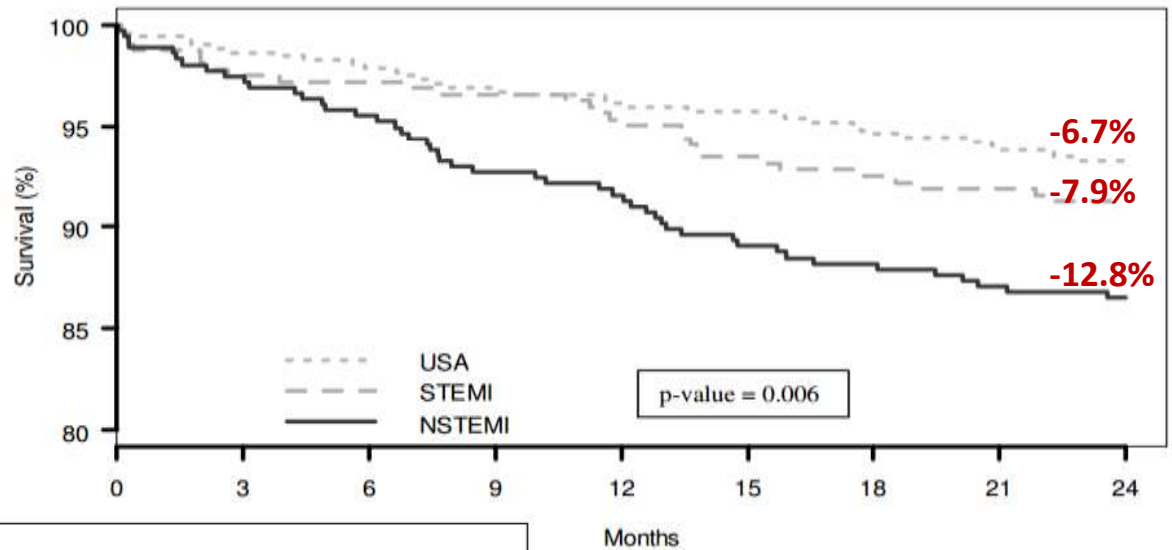 100
95
90
85
80
Survival (%)
-6.7%
-7.9%
-12.8%
USA
STEMI
NSTEMI
p-value = 0.006
0 3 6 9 12 15 18 21 24
Months